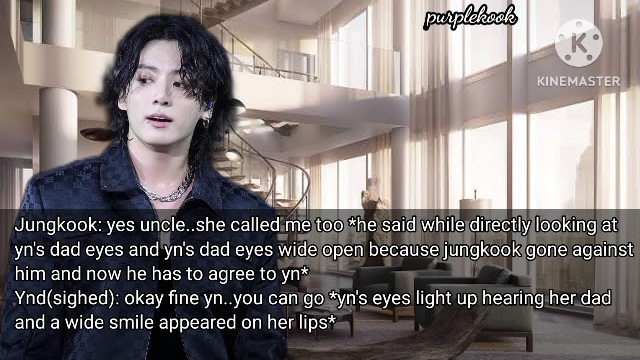 purplekook
K
KINEMASTER
Jungkook: yes uncle..she called me too *he said while directly looking at
yn's dad eyes and yn's dad eyes wide open because jungkook gone against
him and now he has to agree to yn*
Ynd(sighed): okay fine yn..you can go *yn's eyes light up hearing her dad
and a wide smile appeared on her lips*